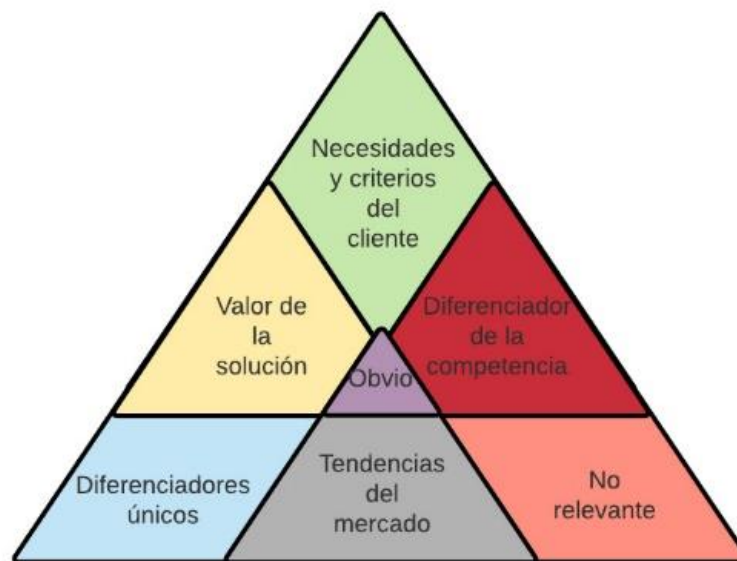 Necesidades
y criterios
del
cliente
Valor de
la
solución
Diferenciador
de la
competencia
Obvio
Diferenciadores
únicos
Tendencias
del
mercado
No
relevante